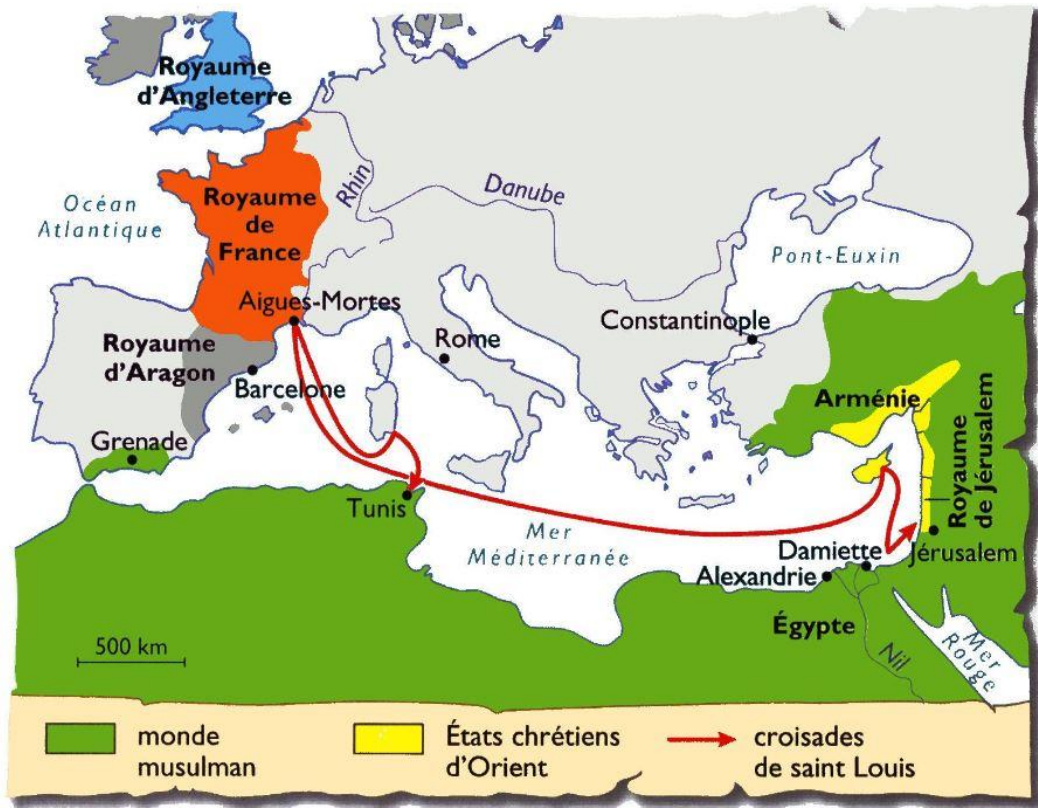 Royaume
d'Angleterre
Océan
Atlantique
Royaume
de
France
Rhin
Danube
Pont-Euxin
Aigues-Mortes
Royaume
d'Aragon
Barcelone
Rome
Constantinople
Grenade
Arménie
Royaume
de Jérusalem
Tunis
Mer
Méditerranée
Damiette
Jérusalem
Alexandrie
Égypte
Nil
Mer
Rouge
500 km
monde
musulman
États chrétiens
d'Orient
croisades
de saint Louis